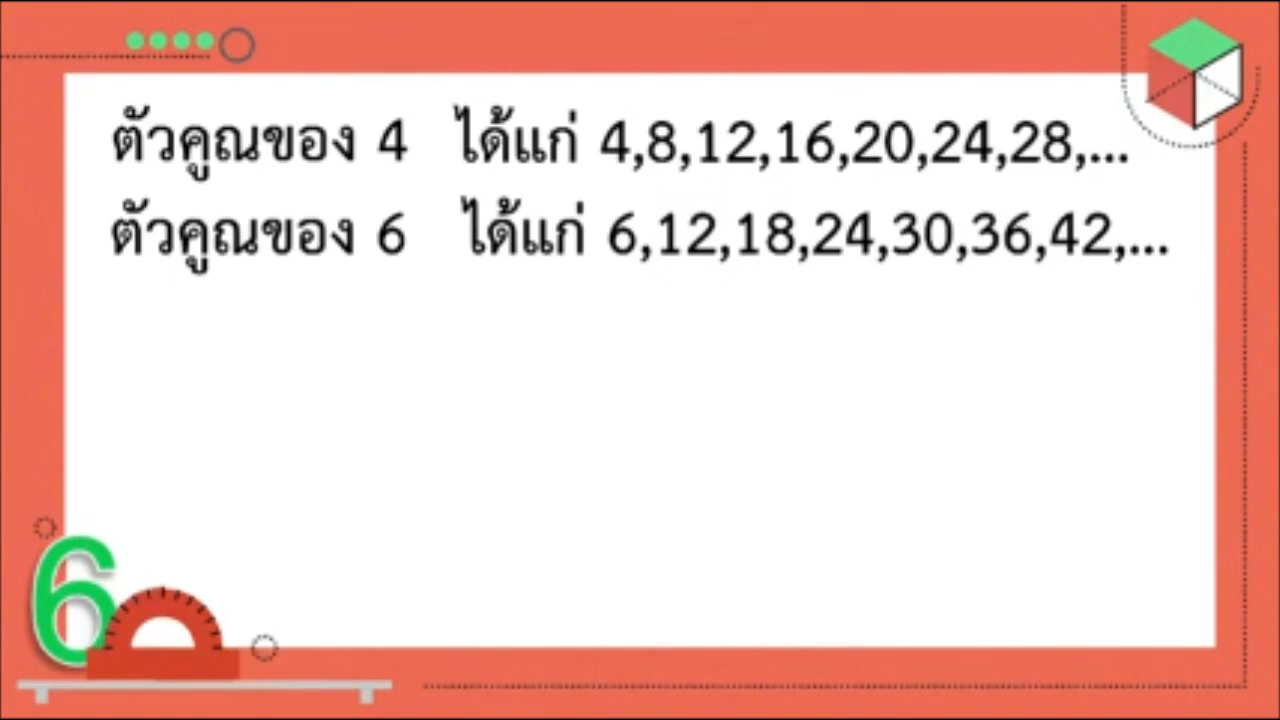 ตัวคูณของ 4 ได้แก่ 4,8,12,16,20,24,28,...
ตัวคูณของ 6 ได้แก่ 6,12,18,24,30,36,42,...
6